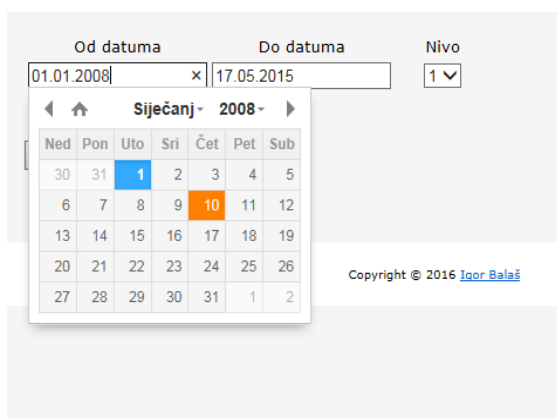 Od datuma Do datuma Nivo
01.01.2008 × 17.05.2015 1
Siječanj 2008
Ned Pon Uto Sri Čet Pet Sub
30 31 1 2 3 4 5
6 7 8 9 10 11 12
13 14 15 16 17 18 19
20 21 22 23 24 25 26
27 28 29 30 31 1 2
Copyright © 2016 Igor Balaš